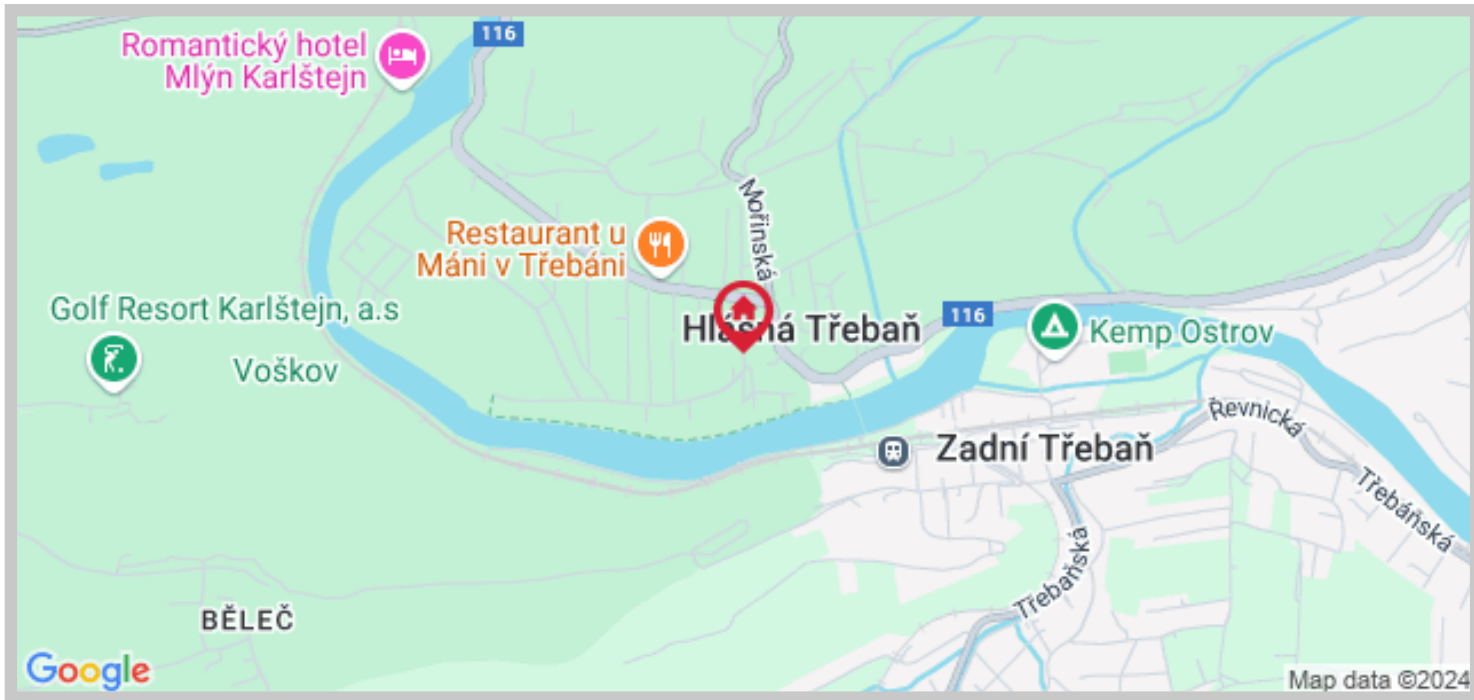 116
Romantický hotel
Mlýn Karlštejn
Mořinská
Restaurant u
Máni v Třebáni
Golf Resort Karlštejn, a.s
Hlásná Třebaň
116
Kemp Ostrov
Voškov
Řevnická
Zadní Třebaň
Třebáňská
Třebaňská
BĚLEČ
Google
Map data ©2024